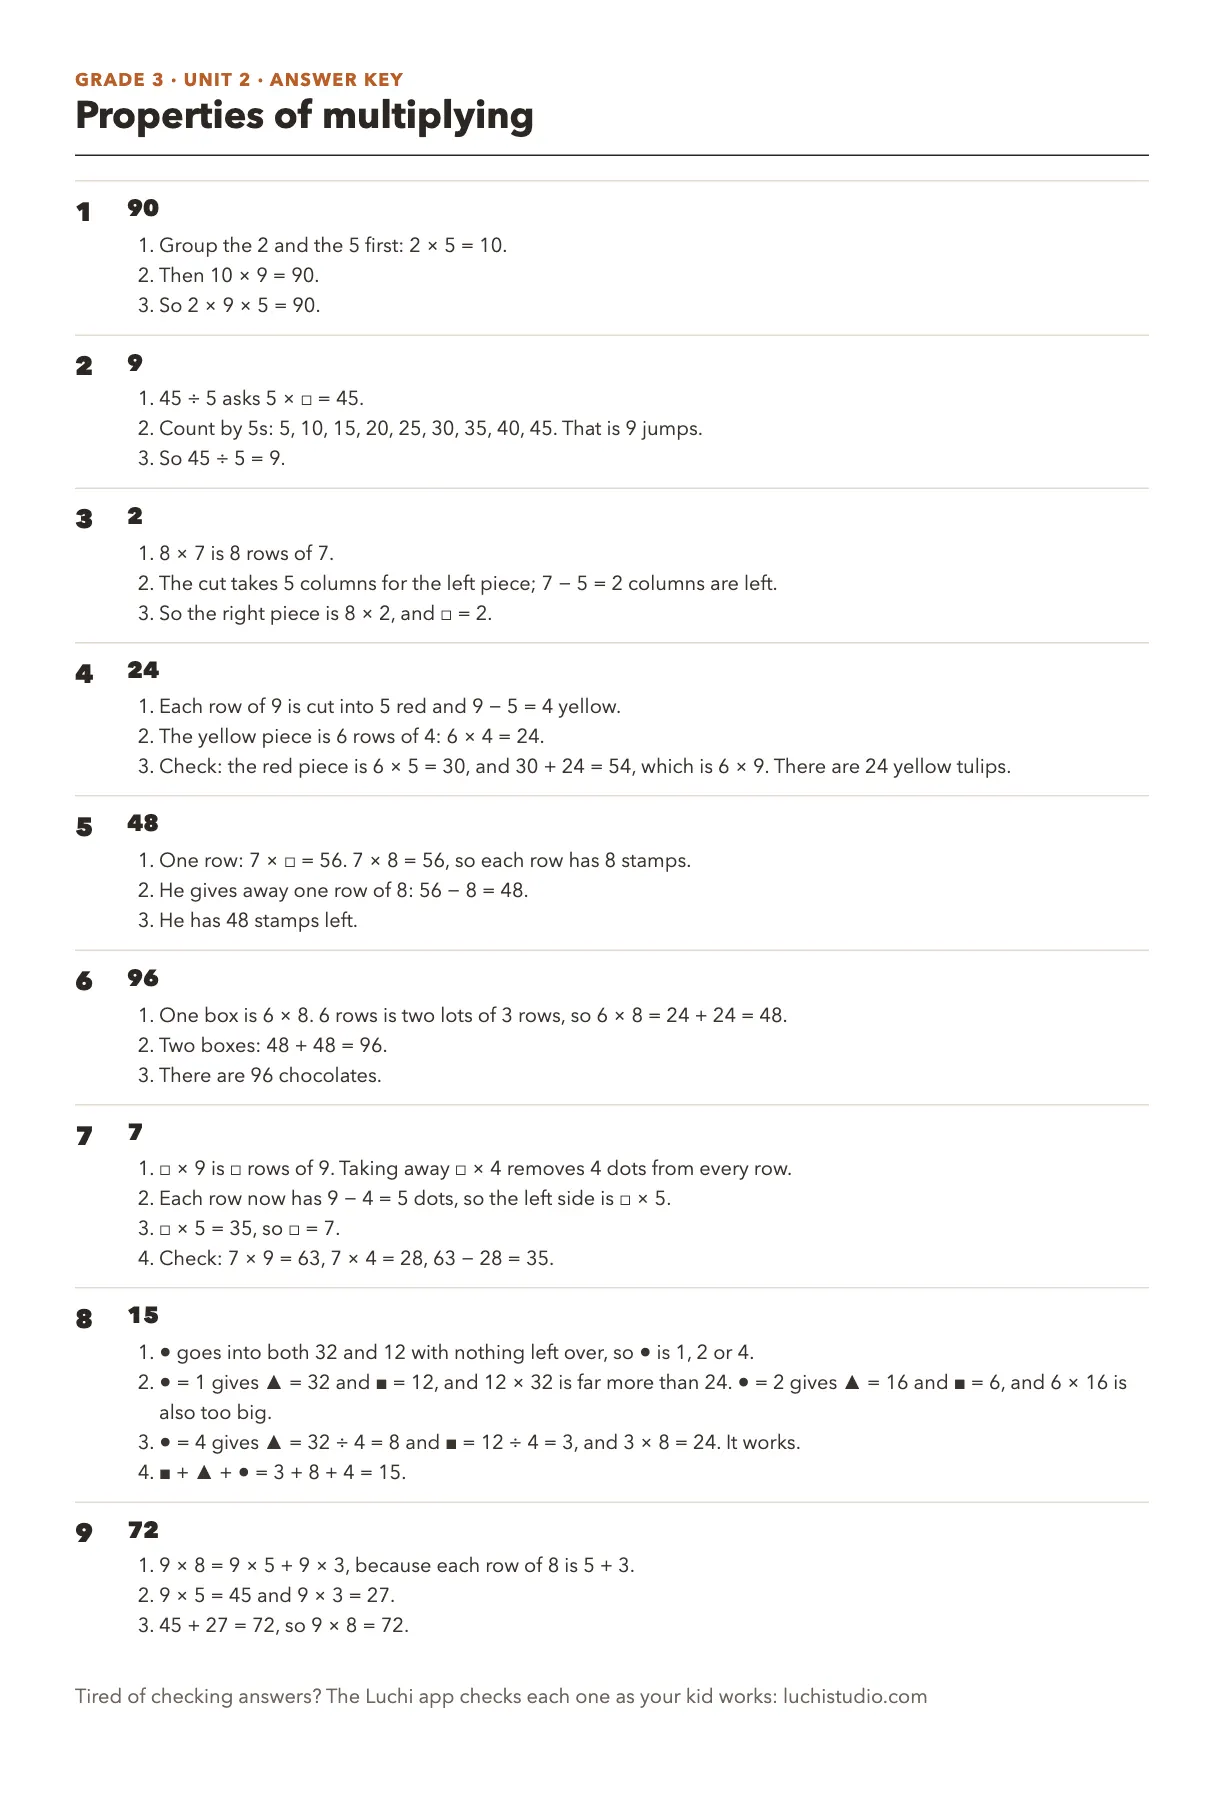 GRADE 3 · UNIT 2 · ANSWER KEY
Properties of multiplying
1 90
1. Group the 2 and the 5 first: 2 × 5 = 10.
2. Then 10 × 9 = 90.
3. So 2 × 9 × 5 = 90.
2 9
1. 45 ÷ 5 asks 5 × □ = 45.
2. Count by 5s: 5, 10, 15, 20, 25, 30, 35, 40, 45. That is 9 jumps.
3. So 45 ÷ 5 = 9.
3 2
1. 8 × 7 is 8 rows of 7.
2. The cut takes 5 columns for the left piece; 7 − 5 = 2 columns are left.
3. So the right piece is 8 × 2, and □ = 2.
4 24
1. Each row of 9 is cut into 5 red and 9 − 5 = 4 yellow.
2. The yellow piece is 6 rows of 4: 6 × 4 = 24.
3. Check: the red piece is 6 × 5 = 30, and 30 + 24 = 54, which is 6 × 9. There are 24 yellow tulips.
5 48
1. One row: 7 × □ = 56. 7 × 8 = 56, so each row has 8 stamps.
2. He gives away one row of 8: 56 − 8 = 48.
3. He has 48 stamps left.
6 96
1. One box is 6 × 8. 6 rows is two lots of 3 rows, so 6 × 8 = 24 + 24 = 48.
2. Two boxes: 48 + 48 = 96.
3. There are 96 chocolates.
7 7
1. □ × 9 is □ rows of 9. Taking away □ × 4 removes 4 dots from every row.
2. Each row now has 9 − 4 = 5 dots, so the left side is □ × 5.
3. □ × 5 = 35, so □ = 7.
4. Check: 7 × 9 = 63, 7 × 4 = 28, 63 − 28 = 35.
8 15
1. ● goes into both 32 and 12 with nothing left over, so ● is 1, 2 or 4.
2. ● = 1 gives ▲ = 32 and ■ = 12, and 12 × 32 is far more than 24. ● = 2 gives ▲ = 16 and ■ = 6, and 6 × 16 is
also too big.
3. ● = 4 gives ▲ = 32 ÷ 4 = 8 and ■ = 12 ÷ 4 = 3, and 3 × 8 = 24. It works.
4. ■ + ▲ + ● = 3 + 8 + 4 = 15.
9 72
1. 9 × 8 = 9 × 5 + 9 × 3, because each row of 8 is 5 + 3.
2. 9 × 5 = 45 and 9 × 3 = 27.
3. 45 + 27 = 72, so 9 × 8 = 72.
Tired of checking answers? The Luchi app checks each one as your kid works: luchistudio.com